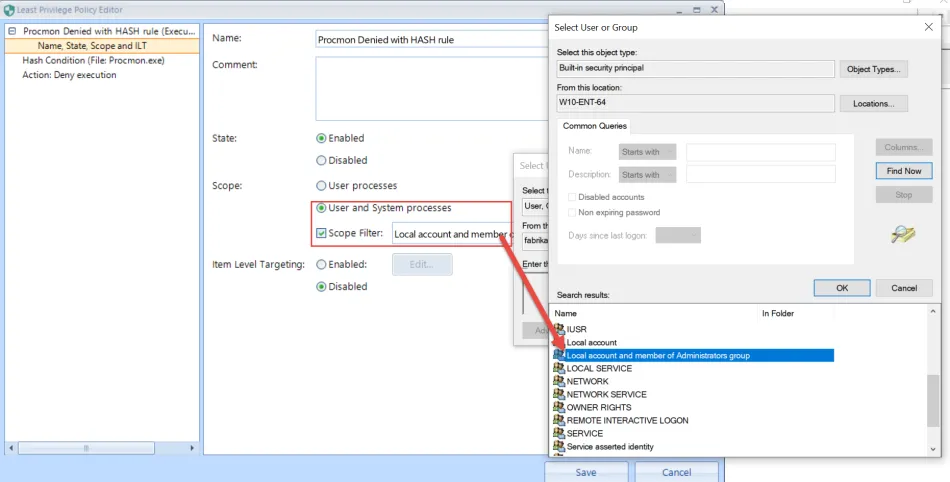 Least Privilege Policy Editor
Procmon Denied with HASH rule (Execu...
Name, State, Scope and ILT
Hash Condition (File: Procmon.exe)
Action: Deny execution
Name:
Procmon Denied with HASH rule
Comment:
State:
Enabled
Disabled
Scope:
User processes
User and System processes
Scope Filter:
Local account and member
Item Level Targeting:
Enabled:
Edit...
Disabled
Save
Cancel
Select U
Select t
User,
From th
fabrika
Enter th
Select User or Group
Select this object type:
Built-in security principal
Object Types...
From this location:
W10-ENT-64
Locations...
Common Queries
Name:
Starts with
Description:
Starts with
Disabled accounts
Non expiring password
Days since last logon:
Columns...
Find Now
Stop
OK
Cancel
Search results:
Name In Folder
IUSR
Local account
Local account and member of Administrators group
LOCAL SERVICE
NETWORK
NETWORK SERVICE
OWNER RIGHTS
REMOTE INTERACTIVE LOGON
SERVICE
Service asserted identity